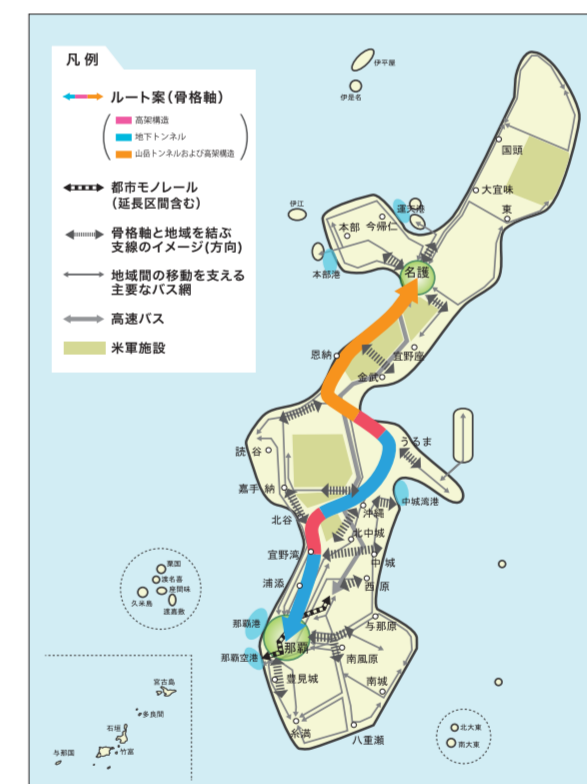 凡例
ルート案(骨格軸)
高架構造
地下トンネル
山岳トンネルおよび高架構造
都市モノレール
(延長区間含む)
骨格軸と地域を結ぶ
支線のイメージ(方向)
地域間の移動を支える
主要なバス網
高速バス
米軍施設
伊平屋
伊是名
国頭
大宜味
東
伊江
運天港
今帰仁
本部
本部港
名護
恩納
宜野座
金武
うるま
読谷
嘉手納
中城湾港
沖縄
北谷
北中城
宜野湾
中城
浦添
西原
粟国
渡名喜
座間味
久米島
渡嘉敷
那覇港
与那原
那覇
那覇空港
南風原
豊見城
南城
糸満
八重瀬
宮古島
多良間
石垣
竹富
与那国
北大東
南大東